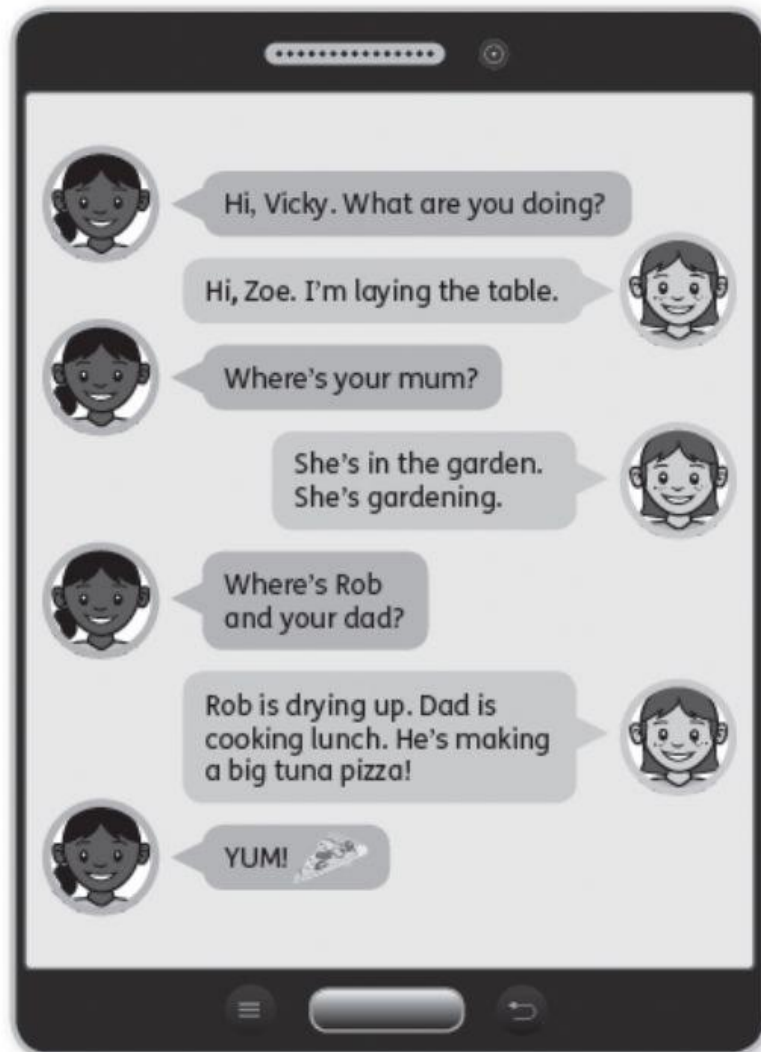 Hi, Vicky. What are you doing?
Hi, Zoe. I'm laying the table.
Where's your mum?
She's in the garden.
She's gardening.
Where's Rob
and your dad?
Rob is drying up. Dad is
cooking lunch. He's making
a big tuna pizza!
YUM!